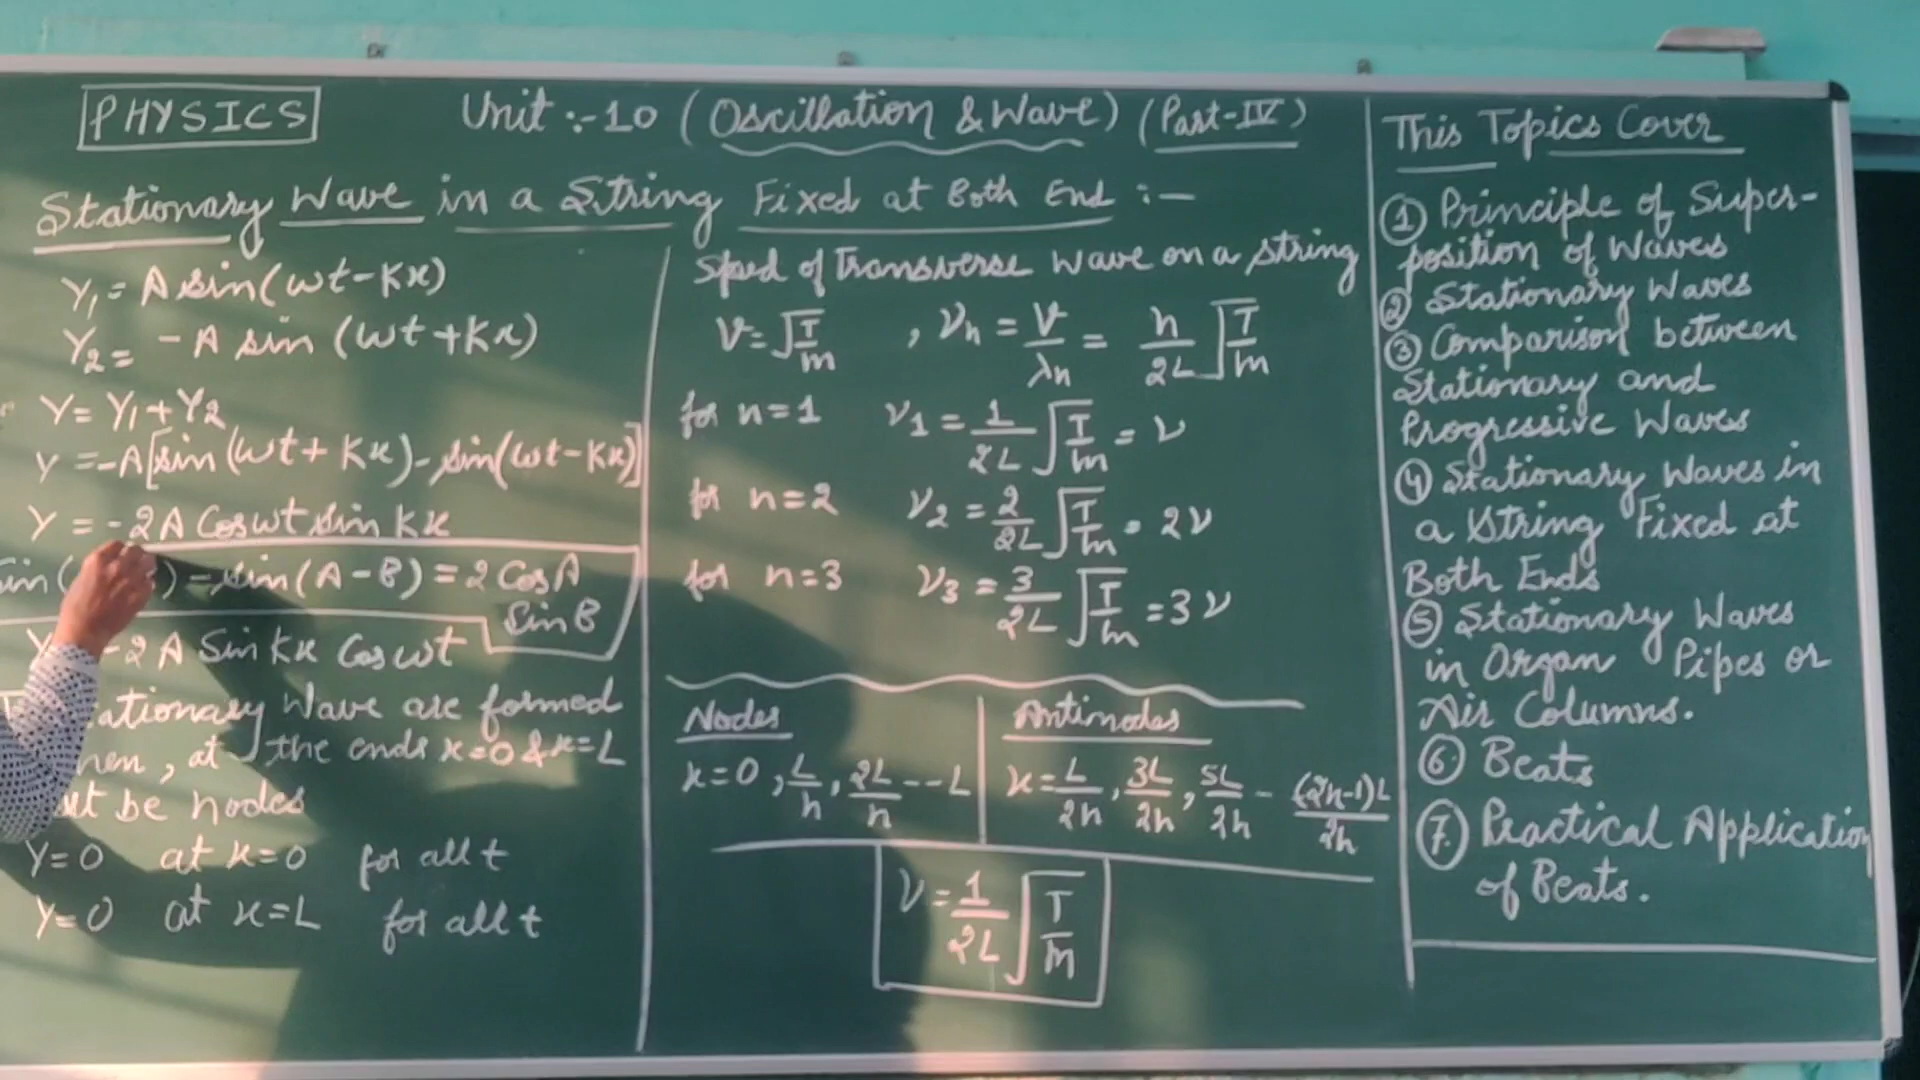 PHYSICS
Unit :- 10 (Oscillation & Wave) (Part-IV)
Stationary Wave in a String Fixed at Both End :-
Y₁ = A sin(ωt-Kx)
Y₂ = -A sin (ωt+Kx)
Y = Y₁+Y₂
Y = -A[sin (ωt+Kx)-sin(ωt-Kx)]
Y = -2A Cosωt sin Kx
-sin(A-B) = 2 CosA
Sin B
-2A Sin Kx Cos ωt
Wave are formed
, at the ends x=0 & x=L
be nodes
Y=0 at x=0 for all t
Y=0 at x=L for all t
Speed of Transverse Wave on a string
V = √T/m , νn = V/λn = n/2L √T/m
for n=1 ν₁ = 1/2L √T/m = ν
for n=2 ν₂ = 2/2L √T/m = 2ν
for n=3 ν₃ = 3/2L √T/m = 3ν
Nodes
x=0, L/n, 2L/n --- L
Antinodes
x = L/2n, 3L/2n, 5L/2n - (2n-1)L/2n
ν = 1/2L √T/m
This Topics Cover
① Principle of Super-
position of Waves
② Stationary Waves
③ Comparison between
Stationary and
Progressive Waves
④ Stationary Waves in
a String Fixed at
Both Ends
⑤ Stationary Waves
in Organ Pipes or
Air Columns.
⑥ Beats
⑦ Practical Application
of Beats.